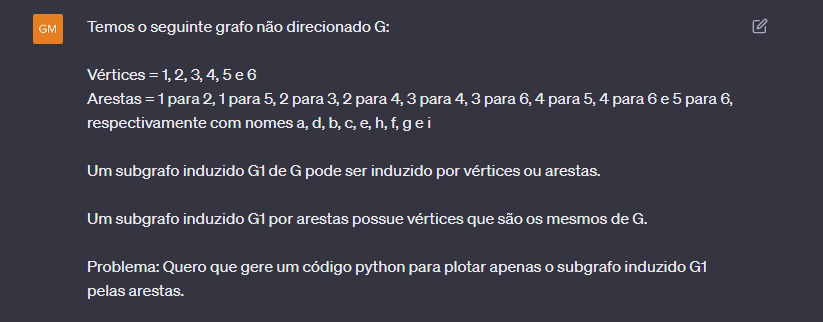 GM
Temos o seguinte grafo não direcionado G:
Vértices = 1, 2, 3, 4, 5 e 6
Arestas = 1 para 2, 1 para 5, 2 para 3, 2 para 4, 3 para 4, 3 para 6, 4 para 5, 4 para 6 e 5 para 6,
respectivamente com nomes a, d, b, c, e, h, f, g e i
Um subgrafo induzido G1 de G pode ser induzido por vértices ou arestas.
Um subgrafo induzido G1 por arestas possue vértices que são os mesmos de G.
Problema: Quero que gere um código python para plotar apenas o subgrafo induzido G1
pelas arestas.